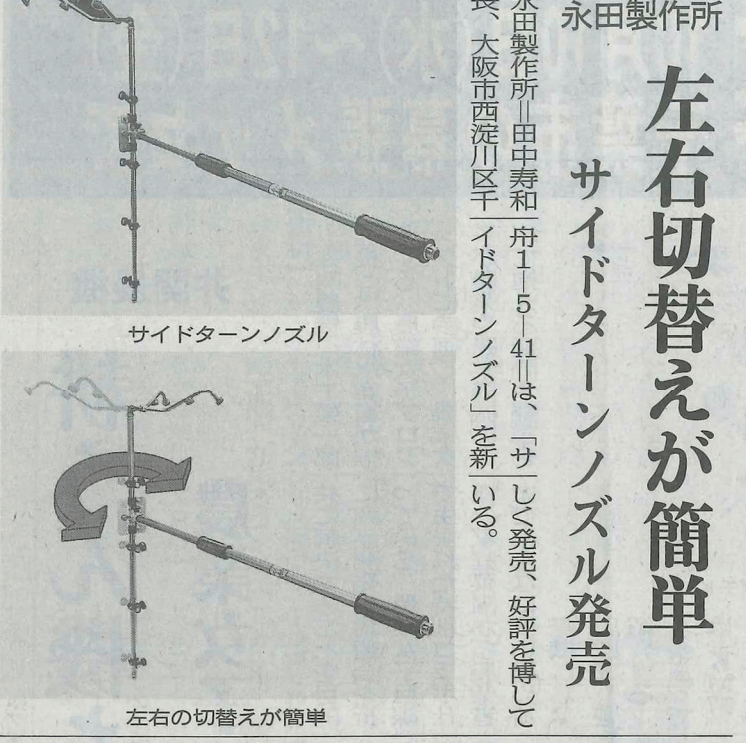 永田製作所
左右切替えが簡単
サイドターンノズル発売
永田製作所＝田中寿和
長、大阪市西淀川区千
舟1―5―41＝は、「サ
イドターンノズル」を新
しく発売、好評を博して
いる。
サイドターンノズル
左右の切替えが簡単